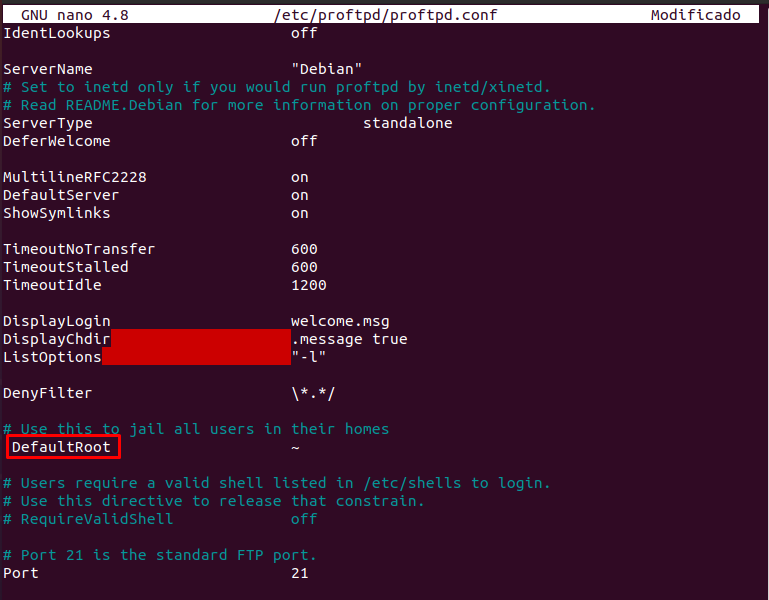 GNU nano 4.8 /etc/proftpd/proftpd.conf Modificado
IdentLookups off
ServerName "Debian"
# Set to inetd only if you would run proftpd by inetd/xinetd.
# Read README.Debian for more information on proper configuration.
ServerType standalone
DeferWelcome off
MultilineRFC2228 on
DefaultServer on
ShowSymlinks on
TimeoutNoTransfer 600
TimeoutStalled 600
TimeoutIdle 1200
DisplayLogin welcome.msg
DisplayChdir .message true
ListOptions "-l"
DenyFilter \*.*/
# Use this to jail all users in their homes
DefaultRoot ~
# Users require a valid shell listed in /etc/shells to login.
# Use this directive to release that constrain.
# RequireValidShell off
# Port 21 is the standard FTP port.
Port 21